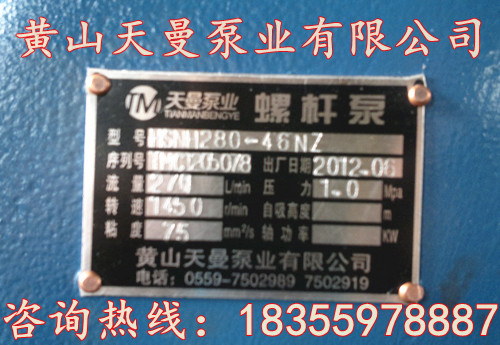 黄山天曼泵业有限公司
TM 天曼泵业 螺杆泵
TIANMANBENGYE
型号 HSNH280-46NZ
序列号 TMC1205078 出厂日期 2012.06
流量 270 L/min 压力 1.0 Mpa
转速 1450 r/min 自吸高度 / m
粘度 75 mm²/s 轴功率 KW
黄山天曼泵业有限公司
电话:0559-7502989 7502919
咨询热线：18355978887